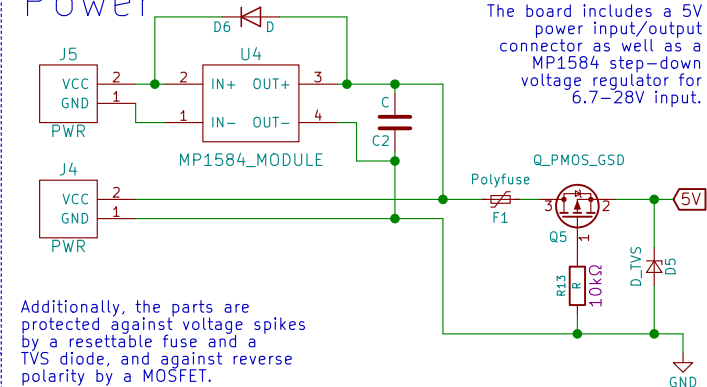 Power
The board includes a 5V
power input/output
connector as well as a
MP1584 step-down
voltage regulator for
6.7-28V input.
D6
D
J5
U4
VCC
2
2
IN+
OUT+
3
GND
1
1
IN-
OUT-
4
C
C2
PWR
MP1584_MODULE
J4
Q_PMOS_GSD
Polyfuse
VCC
2
3
2
5V
GND
1
F1
Q5
1
PWR
D_TVS
D5
R13
R
10kΩ
Additionally, the parts are
protected against voltage spikes
by a resettable fuse and a
TVS diode, and against reverse
polarity by a MOSFET.
GND